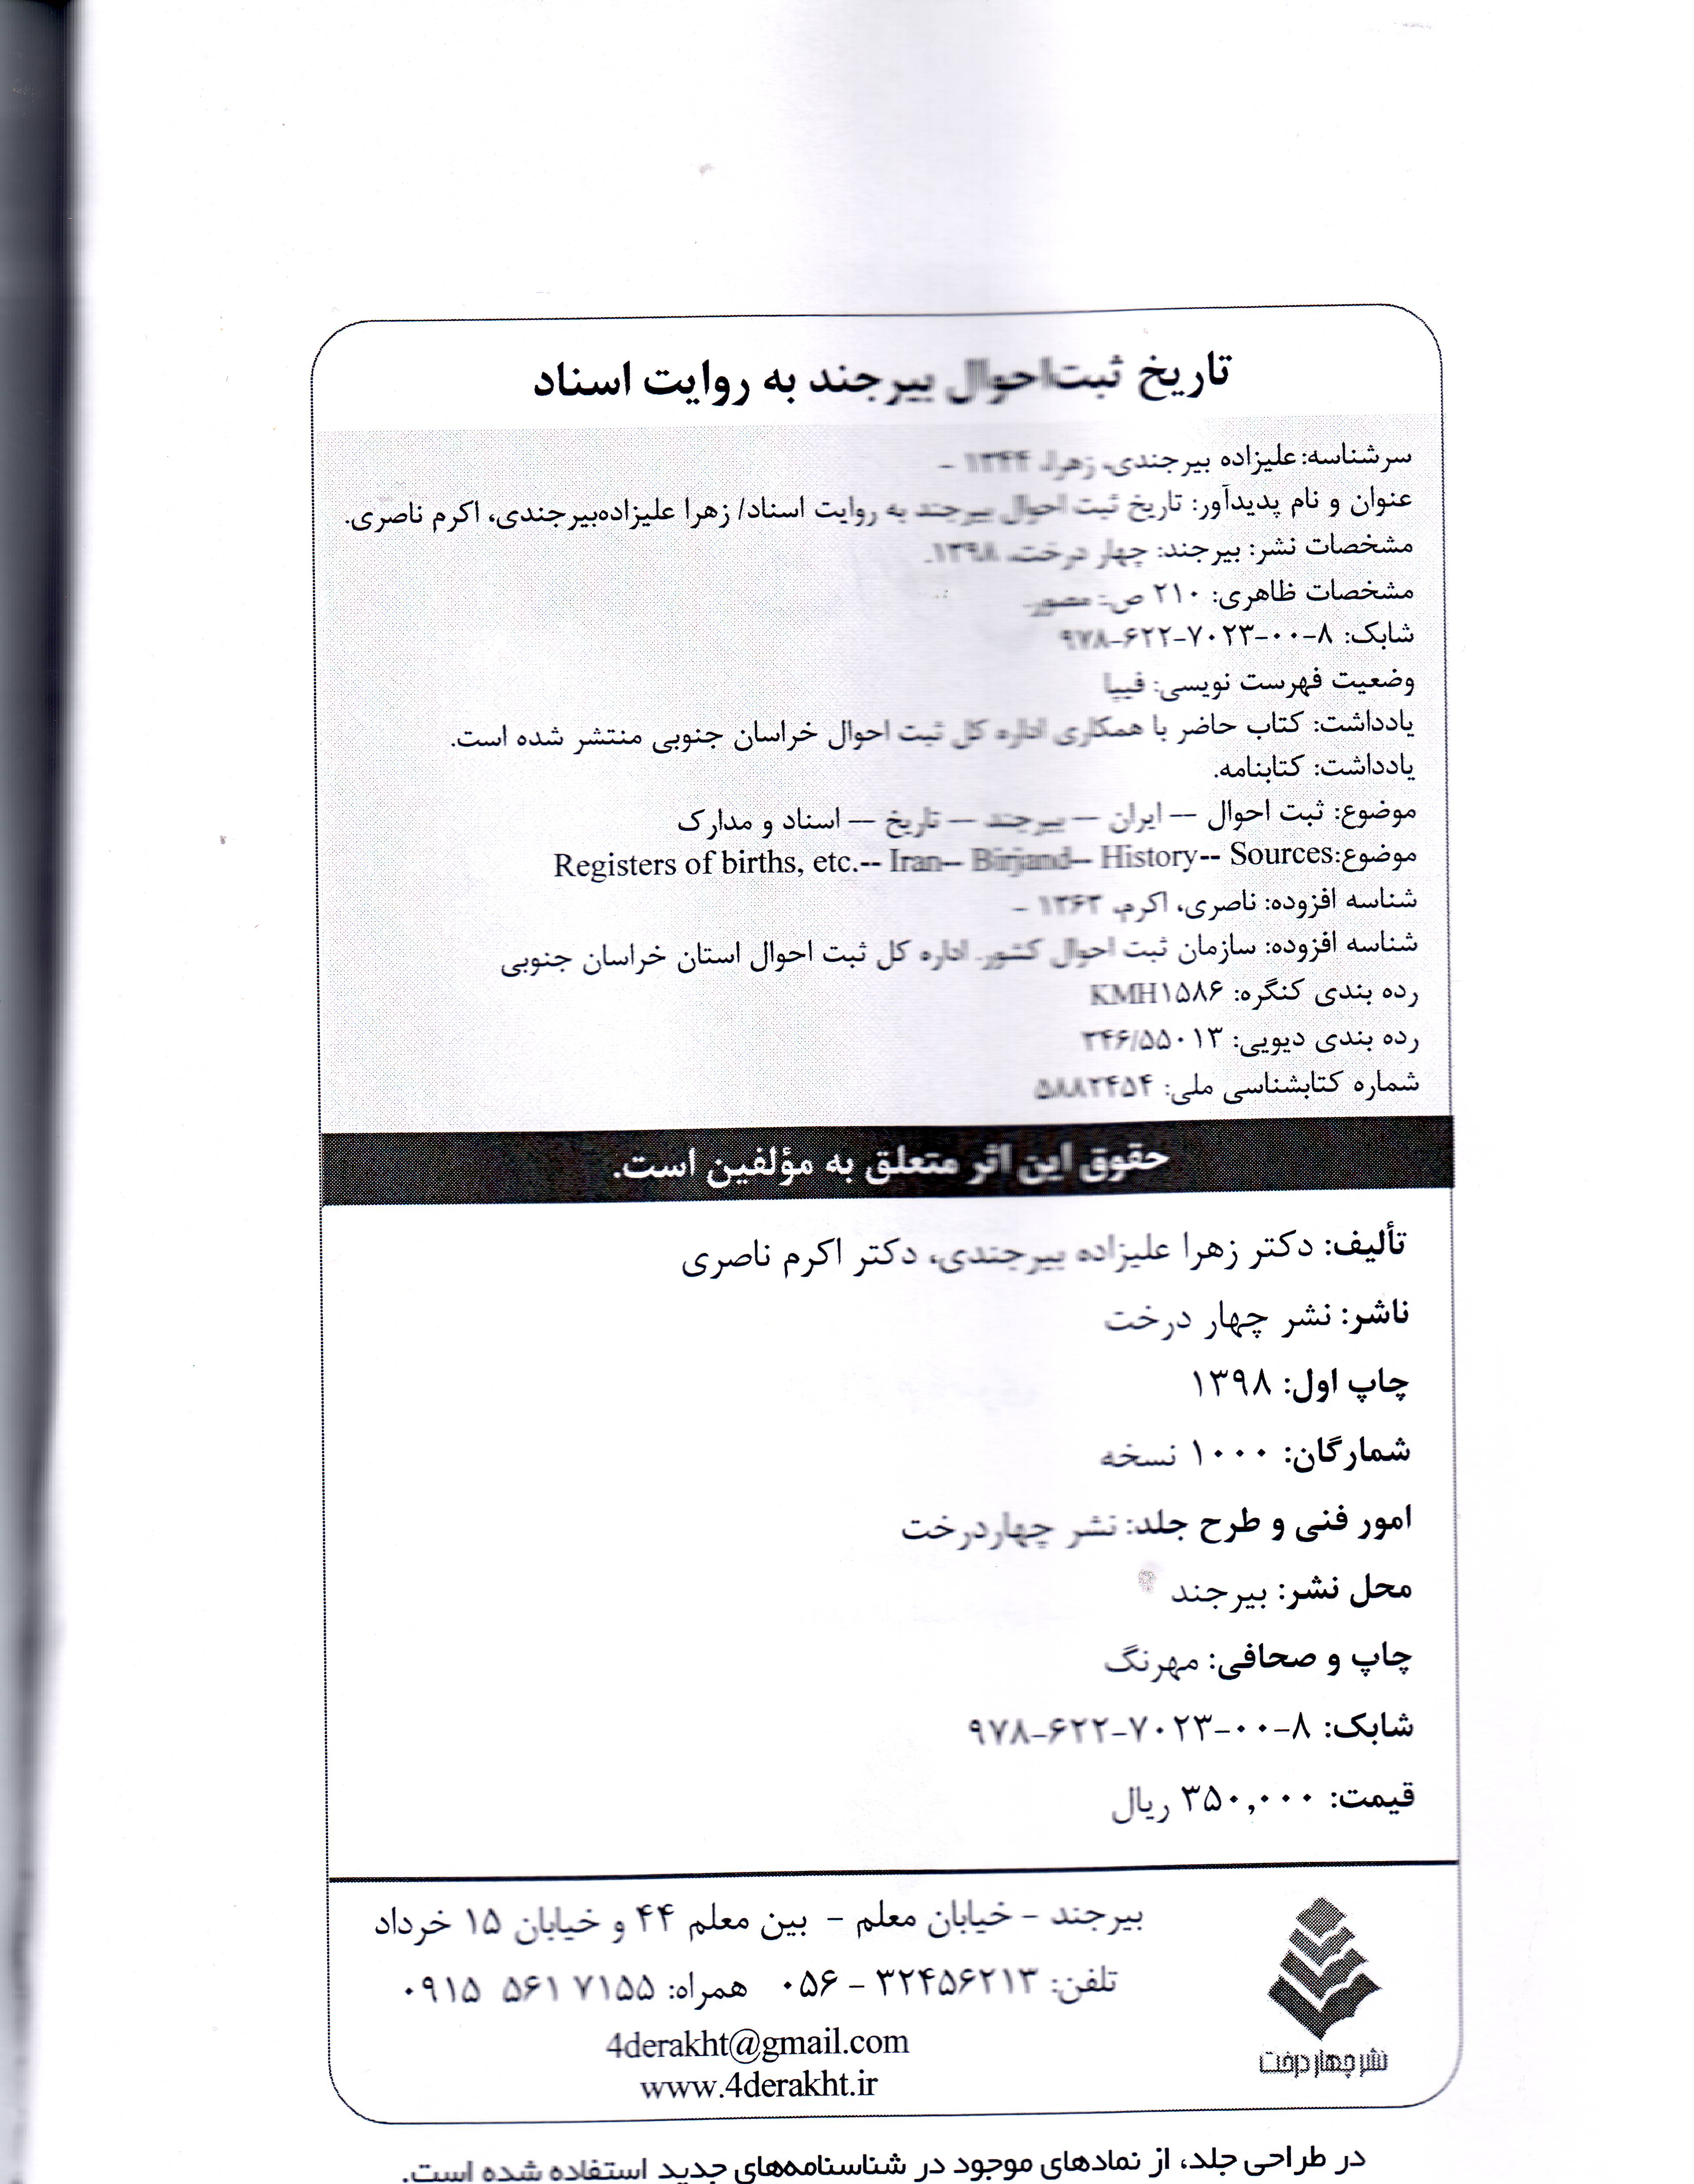 تاریخ ثبت‌احوال بیرجند به روایت اسناد
سرشناسه:علیزاده بیرجندی، زهرا، ۱۳۴۴ -
عنوان و نام پدیدآور: تاریخ ثبت احوال بیرجند به روایت اسناد/ زهرا علیزاده‌بیرجندی، اکرم ناصری.
مشخصات نشر: بیرجند: چهار درخت، ۱۳۹۸.
مشخصات ظاهری: ۲۱۰ ص: مصور.
شابک: ۸-۰۰-۷۰۲۳-۶۲۲-۹۷۸
وضعیت فهرست نویسی: فیپا
یادداشت: کتاب حاضر با همکاری اداره کل ثبت احوال خراسان جنوبی منتشر شده است.
یادداشت: کتابنامه.
موضوع: ثبت احوال -- ایران -- بیرجند -- تاریخ -- اسناد و مدارک
موضوع:Registers of births, etc.-- Iran-- Birjand-- History-- Sources
شناسه افزوده: ناصری، اکرم، ۱۳۶۳ -
شناسه افزوده: سازمان ثبت احوال کشور. اداره کل ثبت احوال استان خراسان جنوبی
رده بندی کنگره: KMH۱۵۸۶
رده بندی دیویی: ۳۴۶/۵۵۰۱۳
شماره کتابشناسی ملی: ۵۸۸۲۴۵۴
حقوق این اثر متعلق به مؤلفین است.
تألیف: دکتر زهرا علیزاده بیرجندی، دکتر اکرم ناصری
ناشر: نشر چهار درخت
چاپ اول: ۱۳۹۸
شمارگان: ۱۰۰۰ نسخه
امور فنی و طرح جلد: نشر چهاردرخت
محل نشر: بیرجند
چاپ و صحافی: مهرنگ
شابک: ۸-۰۰-۷۰۲۳-۶۲۲-۹۷۸
قیمت: ۳۵۰,۰۰۰ ریال
بیرجند - خیابان معلم - بین معلم ۴۴ و خیابان ۱۵ خرداد
تلفن: ۳۲۴۵۶۲۱۳ - ۰۵۶ همراه: ۷۱۵۵ ۵۶۱ ۰۹۱۵
4derakht@gmail.com
www.4derakht.ir
نشر چهار درخت
در طراحی جلد، از نمادهای موجود در شناسنامه‌های جدید استفاده شده است.